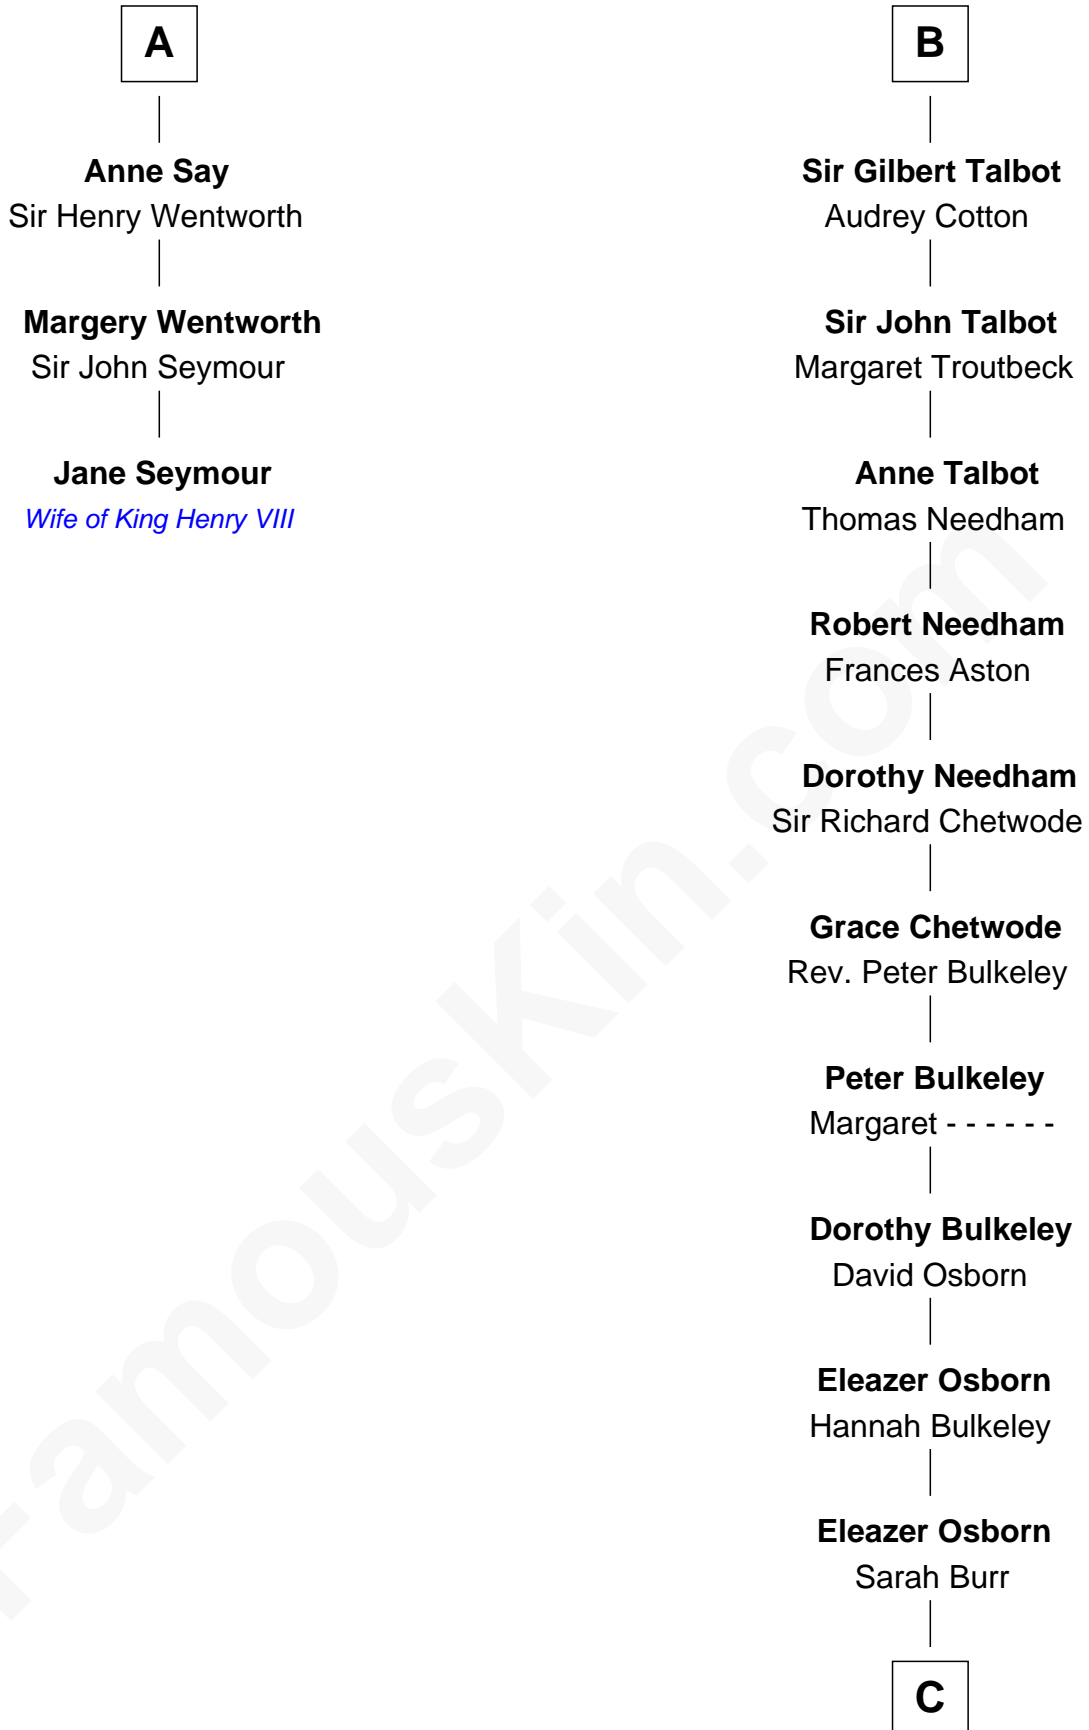 A
Anne Say
Sir Henry Wentworth
Margery Wentworth
Sir John Seymour
Jane Seymour
Wife of King Henry VIII
B
Sir Gilbert Talbot
Audrey Cotton
Sir John Talbot
Margaret Troutbeck
Anne Talbot
Thomas Needham
Robert Needham
Frances Aston
Dorothy Needham
Sir Richard Chetwode
Grace Chetwode
Rev. Peter Bulkeley
Peter Bulkeley
Margaret - - - - - -
Dorothy Bulkeley
David Osborn
Eleazer Osborn
Hannah Bulkeley
Eleazer Osborn
Sarah Burr
C
FamousKin.com